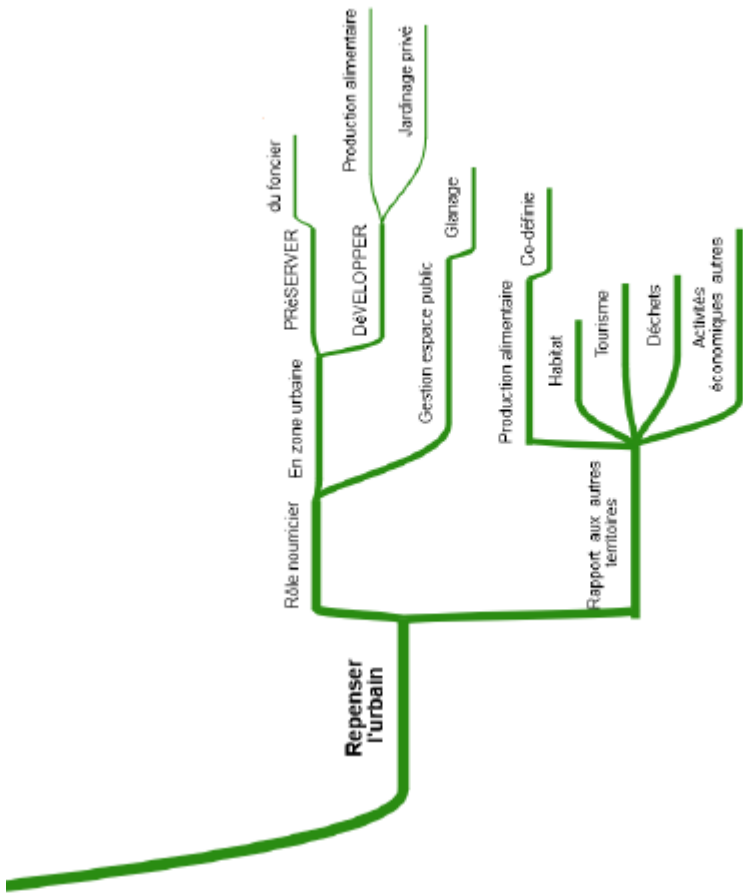 Repenser
l'urbain
Rôle nourricier
En zone urbaine
PRéSERVER
du foncier
DéVELOPPER
Production alimentaire
Jardinage privé
Gestion espace public
Glanage
Rapport aux autres
territoires
Production alimentaire
Co-définie
Habitat
Tourisme
Déchets
Activités
économiques autres